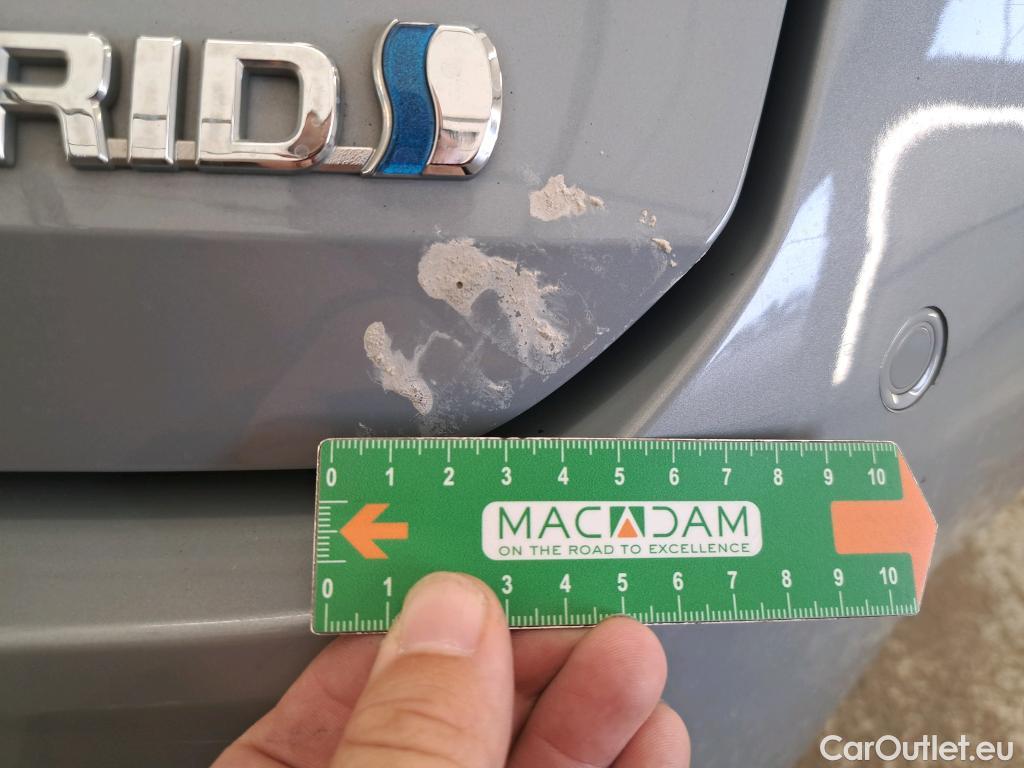 RID
0 1 2 3 4 5 6 7 8 9 10
MACADAM
ON THE ROAD TO EXCELLENCE
0 1 3 4 5 6 7 8 9 10
CarOutlet.eu